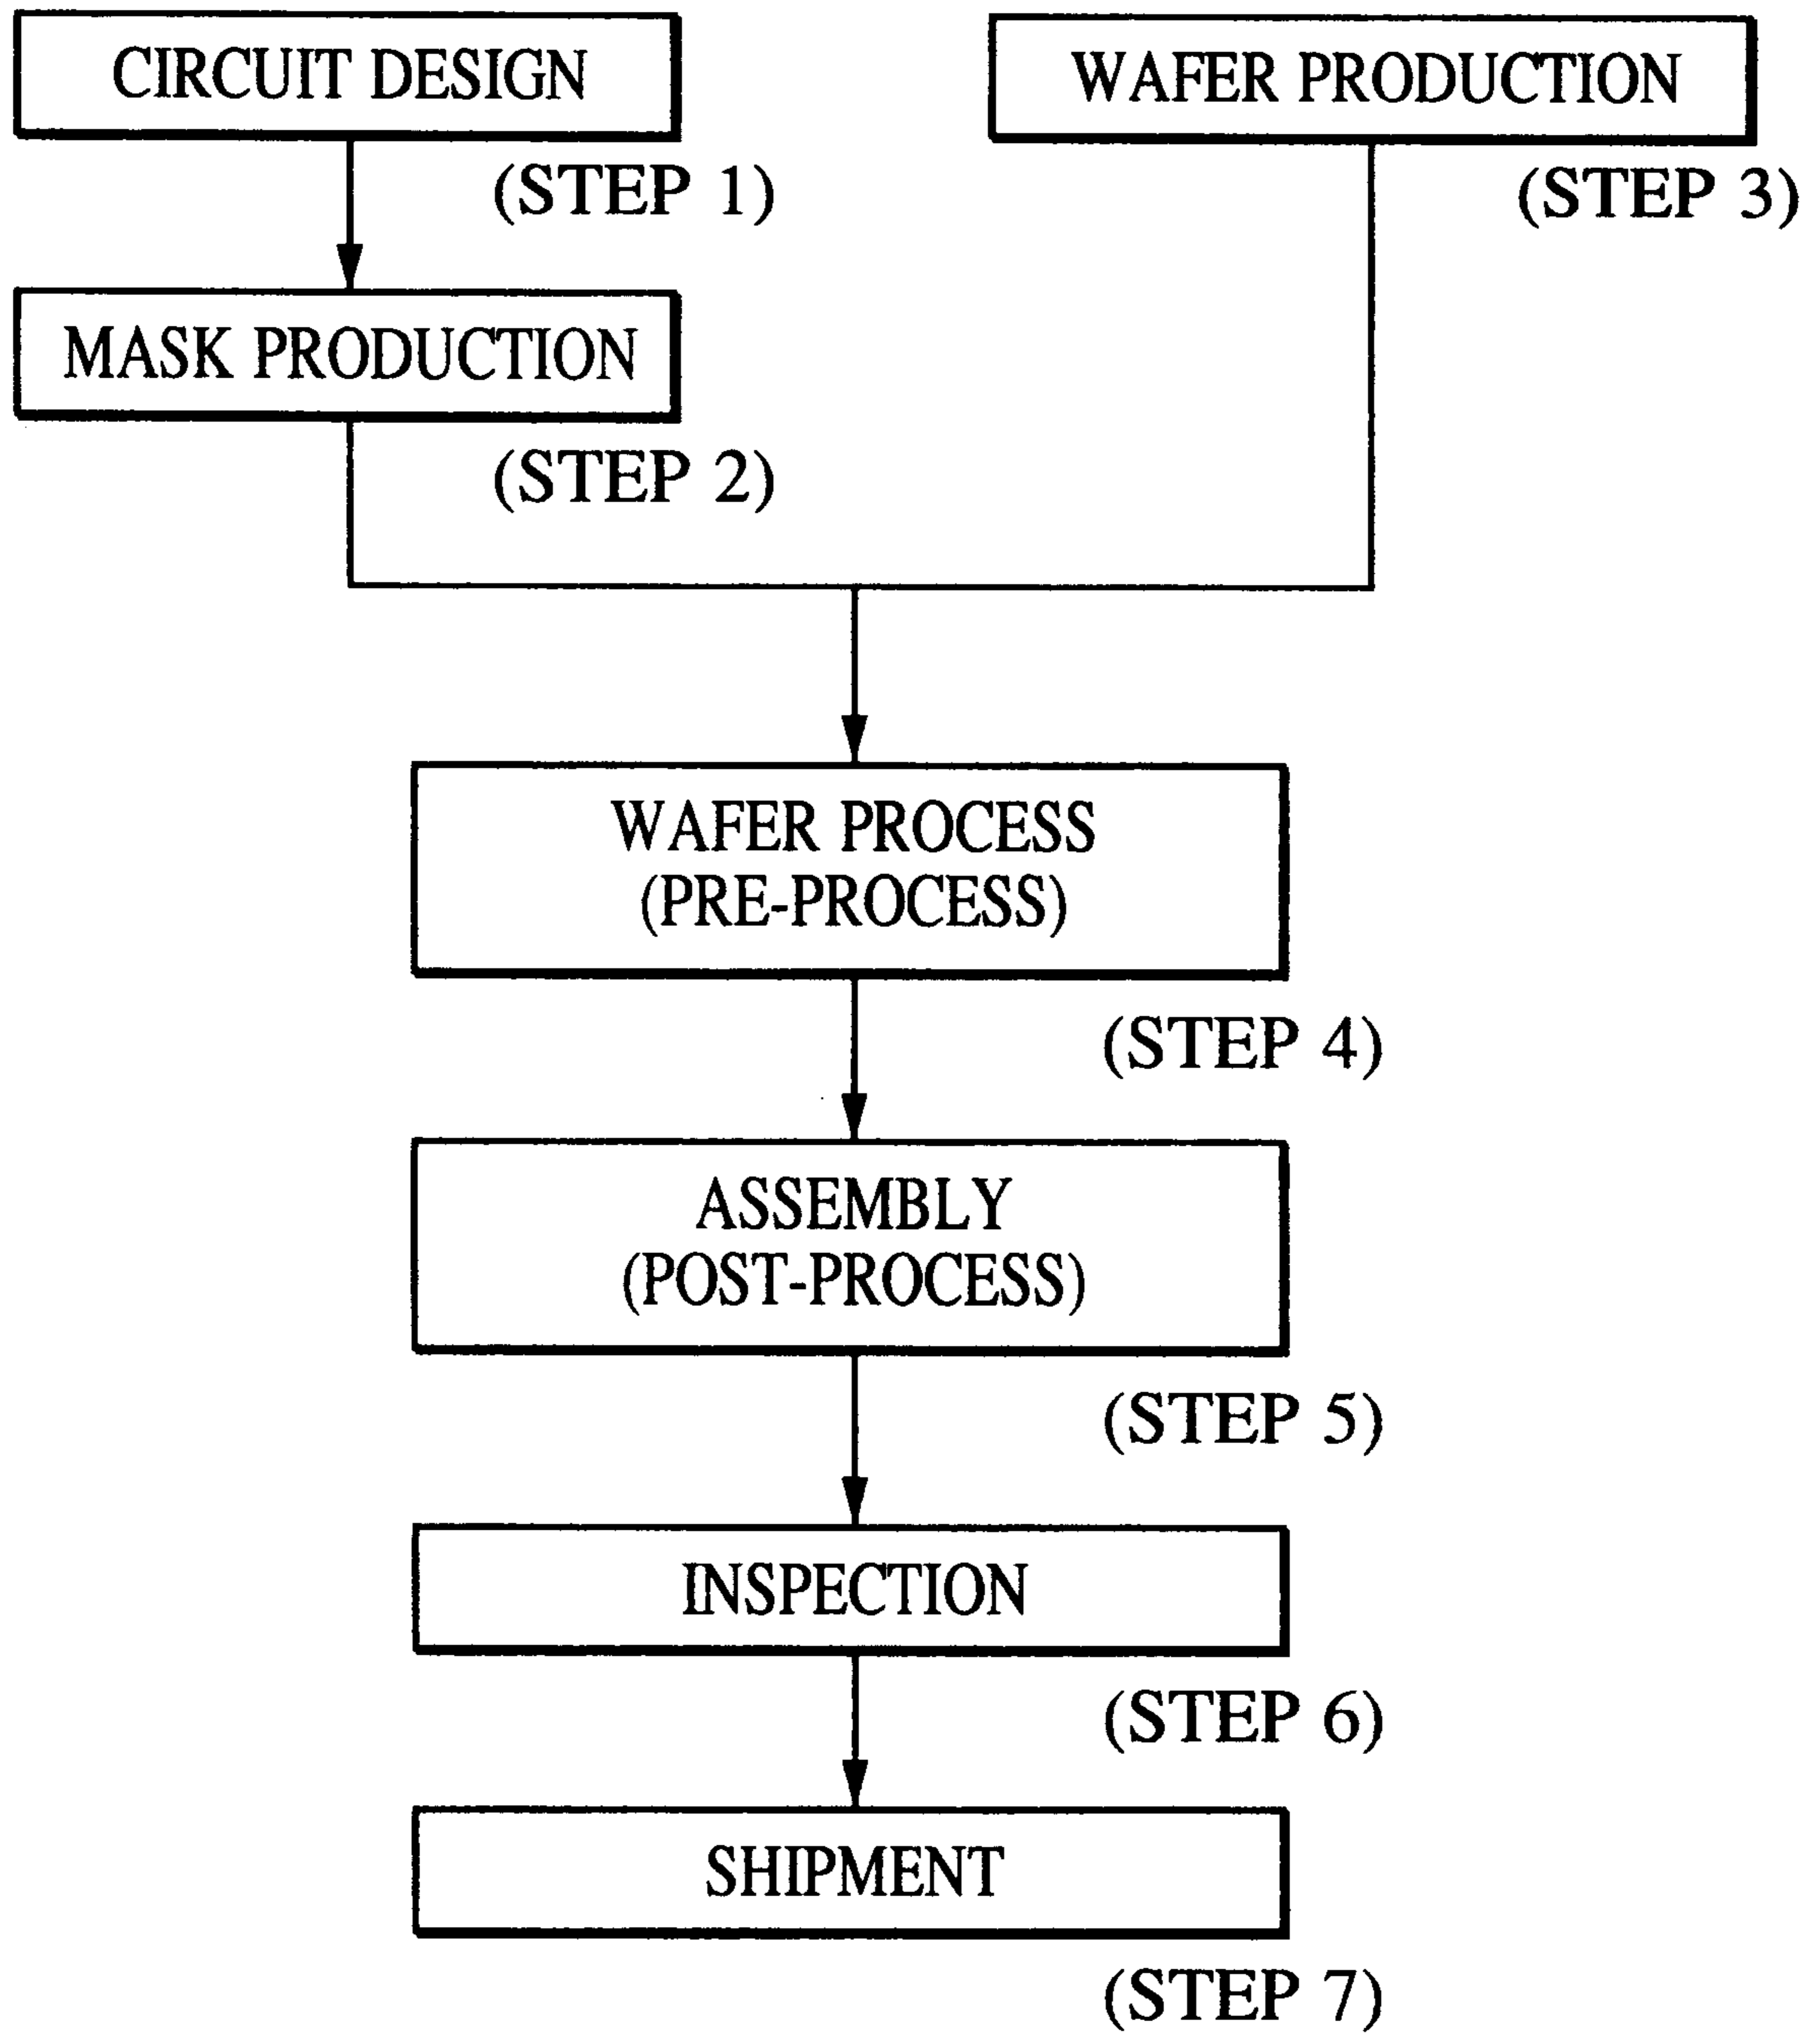 CIRCUIT DESIGN
(STEP 1)
WAFER PRODUCTION
(STEP 3)
MASK PRODUCTION
(STEP 2)
WAFER PROCESS
(PRE-PROCESS)
(STEP 4)
ASSEMBLY
(POST-PROCESS)
(STEP 5)
INSPECTION
(STEP 6)
SHIPMENT
(STEP 7)